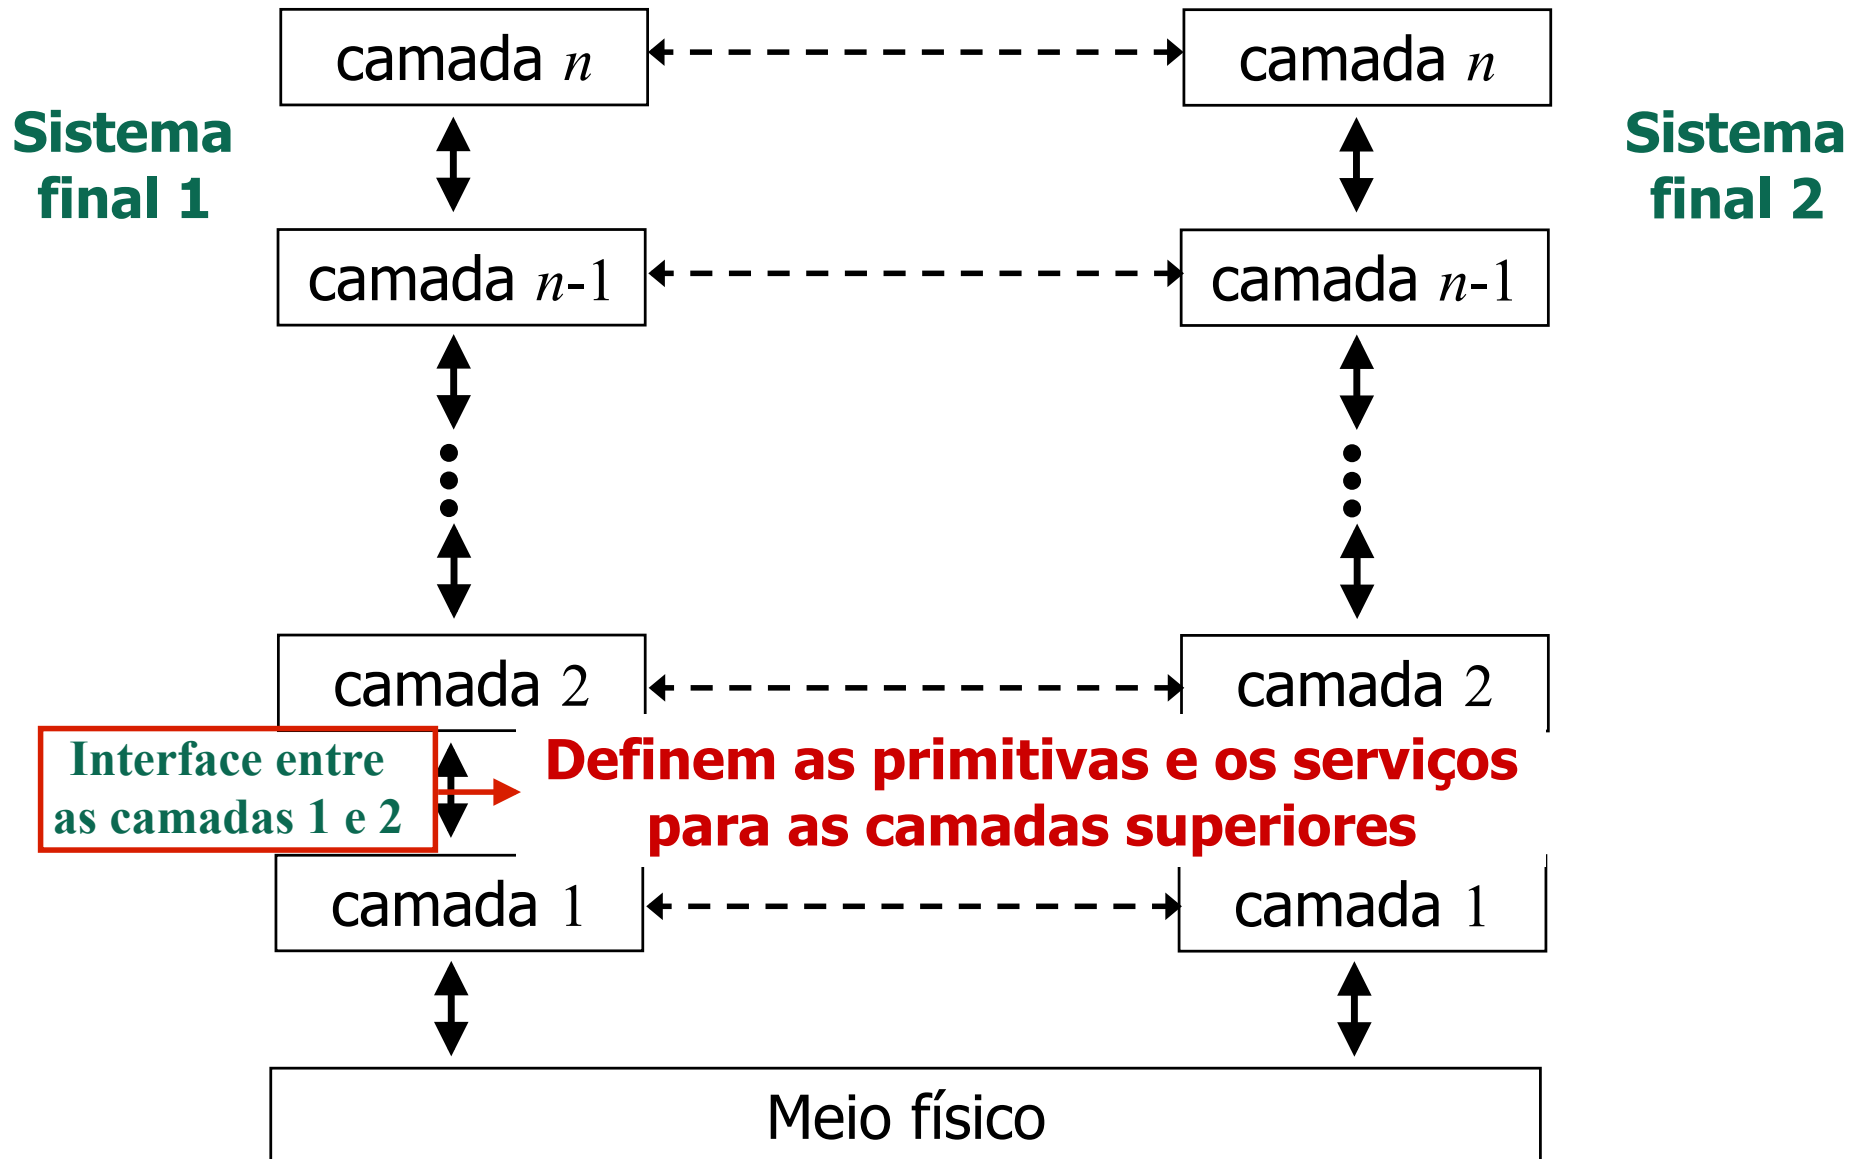 camada n
camada n
Sistema
final 1
Sistema
final 2
camada n-1
camada n-1
camada 2
camada 2
Interface entre
as camadas 1 e 2
Definem as primitivas e os serviços
para as camadas superiores
camada 1
camada 1
Meio físico